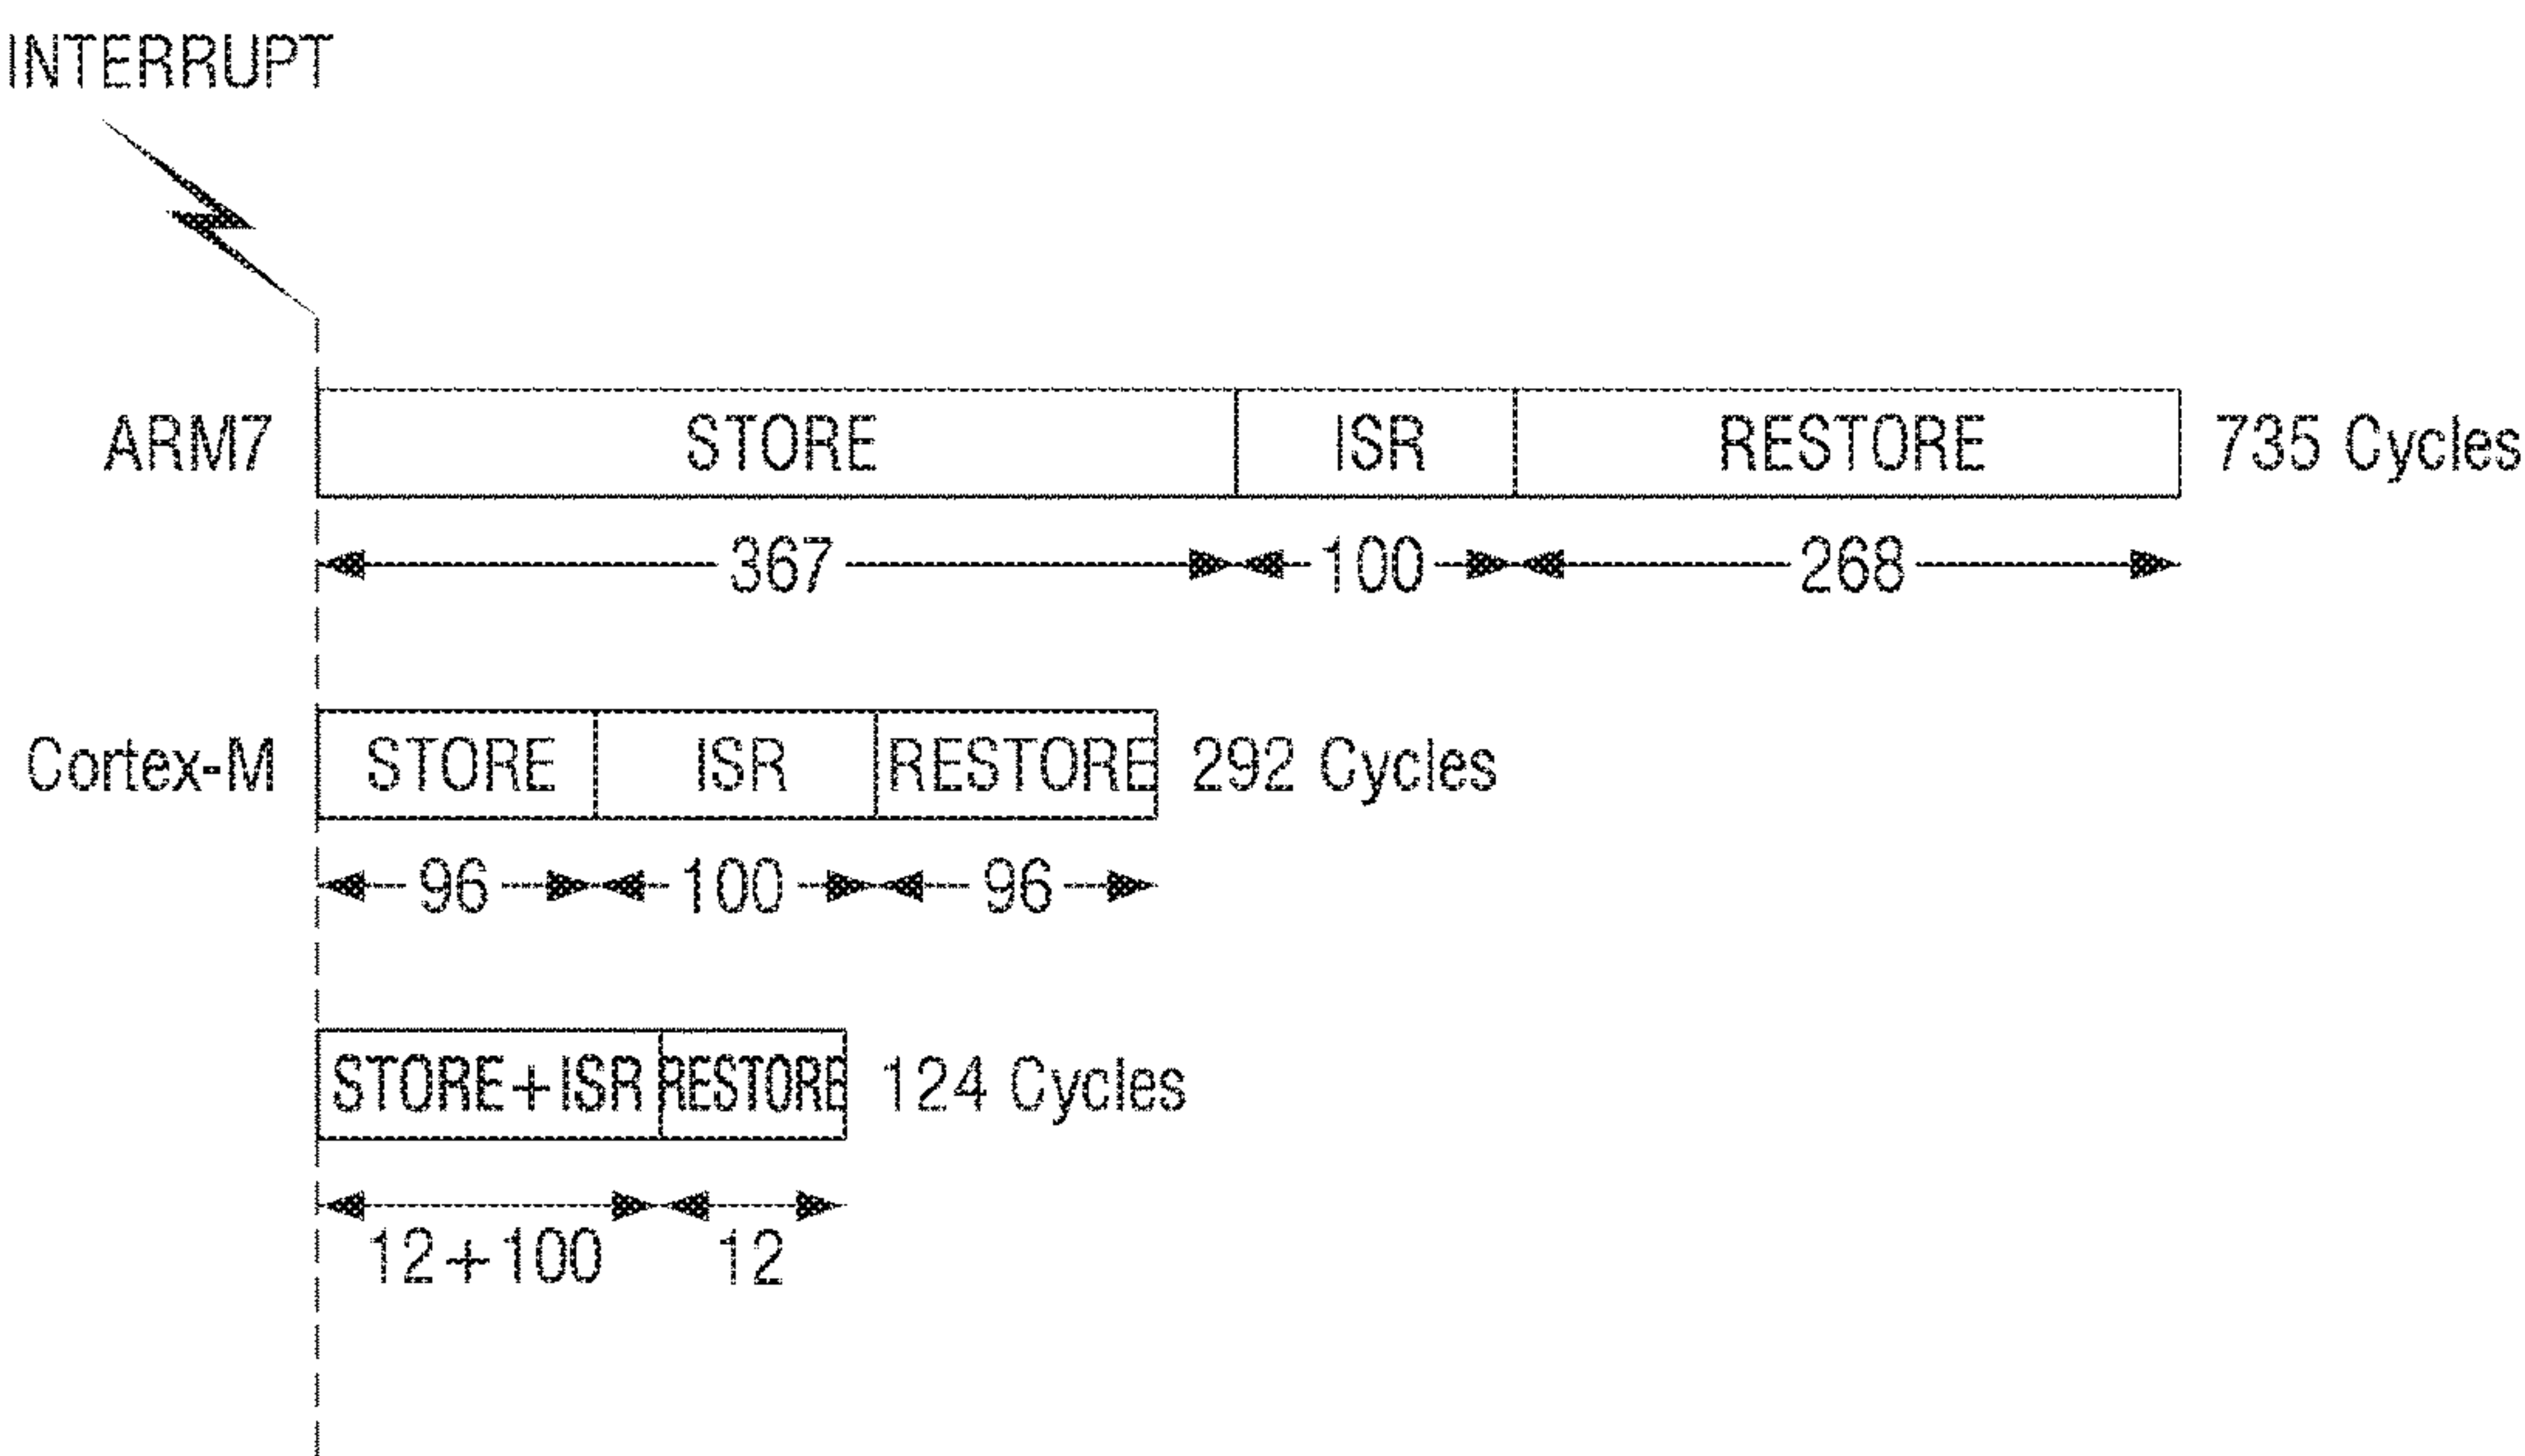 INTERRUPT
ARM7 STORE ISR RESTORE 735 Cycles
367 100 268
Cortex-M STORE ISR RESTORE 292 Cycles
96 100 96
STORE+ISR RESTORE 124 Cycles
12+100 12